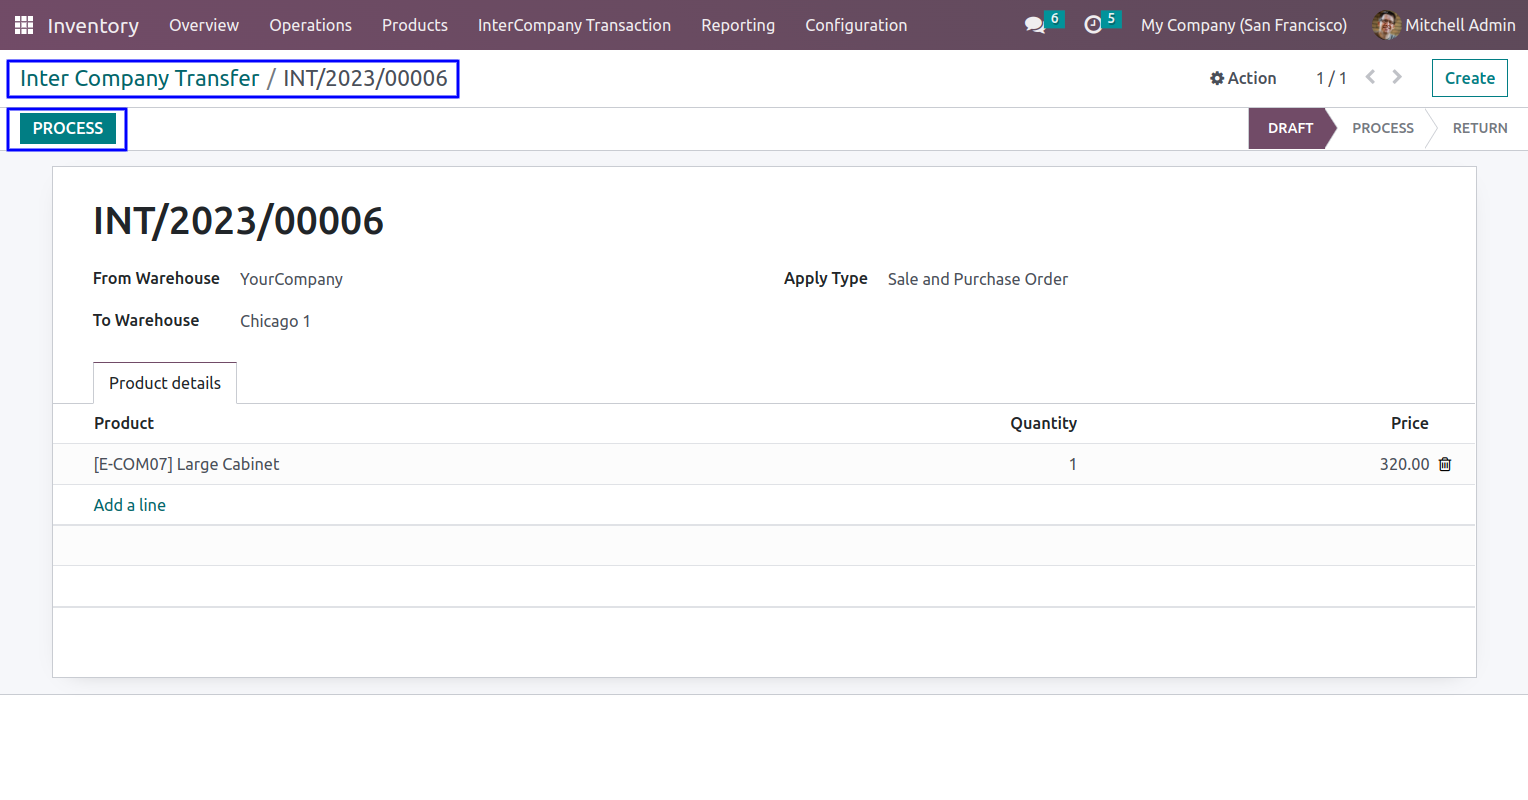 Inventory Overview Operations Products InterCompany Transaction Reporting Configuration 6 5 My Company (San Francisco) Mitchell Admin
Inter Company Transfer / INT/2023/00006 Action 1 / 1 Create
PROCESS DRAFT PROCESS RETURN
INT/2023/00006
From Warehouse YourCompany Apply Type Sale and Purchase Order
To Warehouse Chicago 1
Product details
Product Quantity Price
[E-COM07] Large Cabinet 1 320.00
Add a line